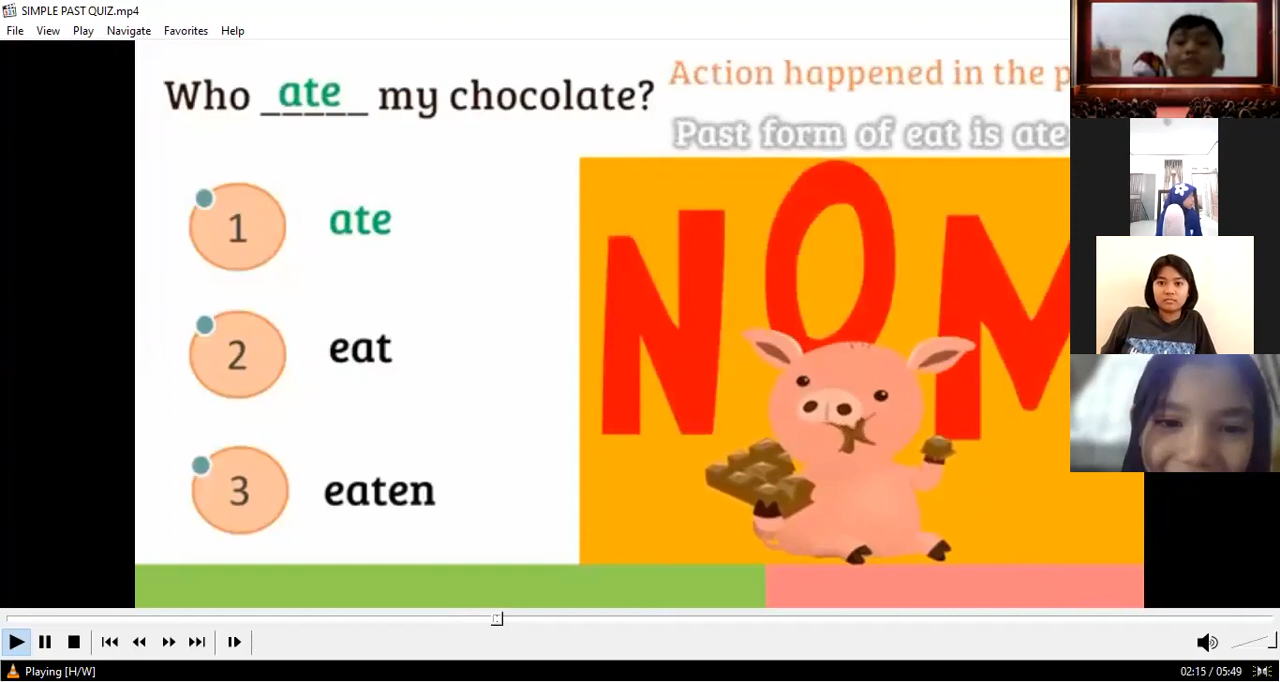 SIMPLE PAST QUIZ.mp4
File View Play Navigate Favorites Help
Who ate my chocolate?
Action happened in the p
Past form of eat is ate
1 ate
2 eat
3 eaten
NOM
Playing [H/W]
02:15 / 05:49